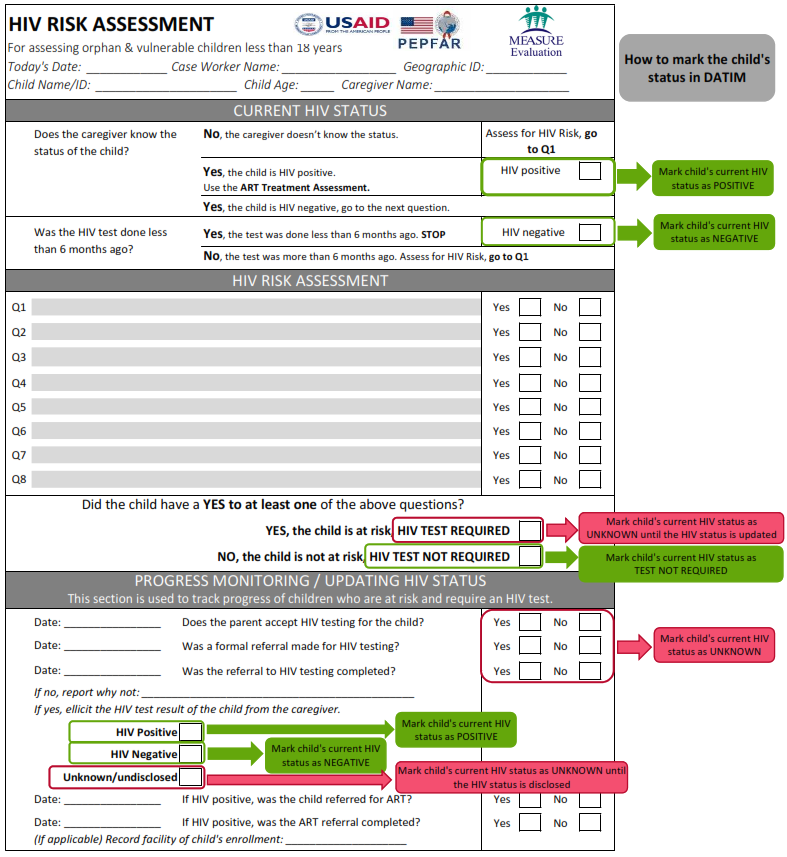 HIV RISK ASSESSMENT
USAID
FROM THE AMERICAN PEOPLE
PEPFAR
MEASURE
Evaluation
For assessing orphan & vulnerable children less than 18 years
Today's Date: ____________ Case Worker Name: _________________ Geographic ID: ____________
Child Name/ID: _____________________ Child Age: _____ Caregiver Name: ____________________
How to mark the child's
status in DATIM
CURRENT HIV STATUS
Does the caregiver know the
status of the child?
No, the caregiver doesn't know the status.
Assess for HIV Risk, go
to Q1
Yes, the child is HIV positive.
Use the ART Treatment Assessment.
HIV positive
Mark child's current HIV
status as POSITIVE
Yes, the child is HIV negative, go to the next question.
Was the HIV test done less
than 6 months ago?
Yes, the test was done less than 6 months ago. STOP
HIV negative
Mark child's current HIV
status as NEGATIVE
No, the test was more than 6 months ago. Assess for HIV Risk, go to Q1
HIV RISK ASSESSMENT
Q1 Yes No
Q2 Yes No
Q3 Yes No
Q4 Yes No
Q5 Yes No
Q6 Yes No
Q7 Yes No
Q8 Yes No
Did the child have a YES to at least one of the above questions?
YES, the child is at risk, HIV TEST REQUIRED
Mark child's current HIV status as
UNKNOWN until the HIV status is updated
NO, the child is not at risk, HIV TEST NOT REQUIRED
Mark child's current HIV status as
TEST NOT REQUIRED
PROGRESS MONITORING / UPDATING HIV STATUS
This section is used to track progress of children who are at risk and require an HIV test.
Date: ________________ Does the parent accept HIV testing for the child? Yes No
Date: ________________ Was a formal referral made for HIV testing? Yes No
Date: ________________ Was the referral to HIV testing completed? Yes No
Mark child's current HIV
status as UNKNOWN
If no, report why not: ______________________________________________
If yes, ellicit the HIV test result of the child from the caregiver.
HIV Positive
Mark child's current HIV
status as POSITIVE
HIV Negative
Mark child's current HIV
status as NEGATIVE
Unknown/undisclosed
Mark child's current HIV status as UNKNOWN until
the HIV status is disclosed
Date: ________________ If HIV positive, was the child referred for ART? Yes No
Date: ________________ If HIV positive, was the ART referral completed? Yes No
(If applicable) Record facility of child's enrollment: ____________________